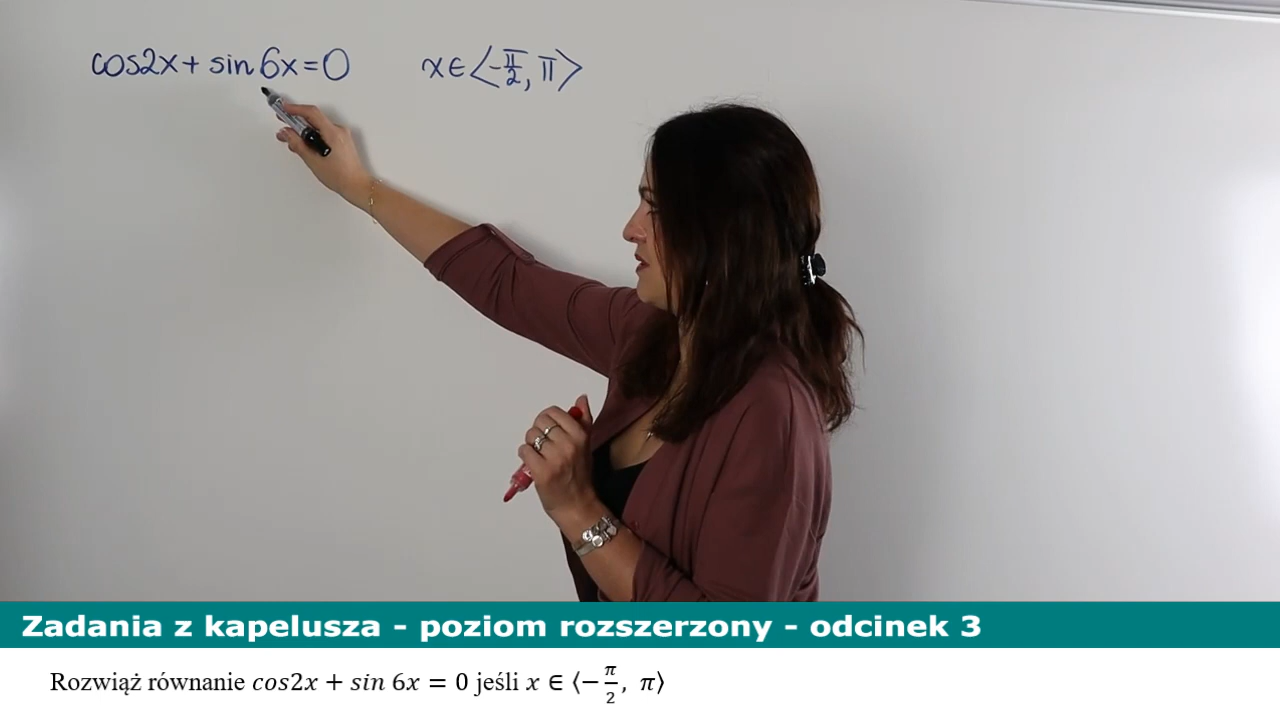 cos2x + sin 6x = 0 x ∈ ⟨-π/2, π⟩
Zadania z kapelusza - poziom rozszerzony - odcinek 3
Rozwiąż równanie cos2x + sin 6x = 0 jeśli x ∈ ⟨−π/2, π⟩